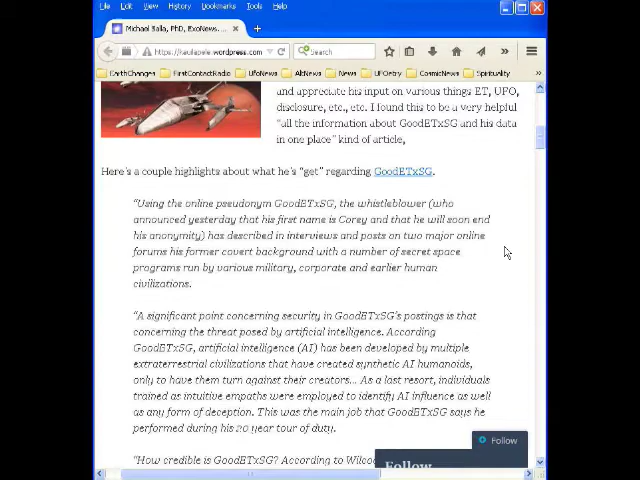 File Edit View History Bookmarks Tools Help
Michael Salla, PhD, ExoNews....
https://kauilapele.wordpress.com
Search
EarthChanges FirstContactRadio UfoNews AltNews News UFOetry CosmicNews Spirituality
and appreciate his input on various things ET, UFO,
disclosure, etc., etc. I found this to be a very helpful
“all the information about GoodETxSG and his data
in one place” kind of article,
Here’s a couple highlights about what he’s “get” regarding GoodETxSG.
“Using the online pseudonym GoodETxSG, the whistleblower (who
announced yesterday that his first name is Corey and that he will soon end
his anonymity) has described in interviews and posts on two major online
forums his former covert background with a number of secret space
programs run by various military, corporate and earlier human
civilizations.
“A significant point concerning security in GoodETxSG’s postings is that
concerning the threat posed by artificial intelligence. According
GoodETxSG, artificial intelligence (AI) has been developed by multiple
extraterrestrial civilizations that have created synthetic AI humanoids,
only to have them turn against their creators… As a last resort, individuals
trained as intuitive empaths were employed to identify AI influence as well
as any form of deception. This was the main job that GoodETxSG says he
performed during his 20 year tour of duty.
Follow
“How credible is GoodETxSG? According to Wilcoc
Follow